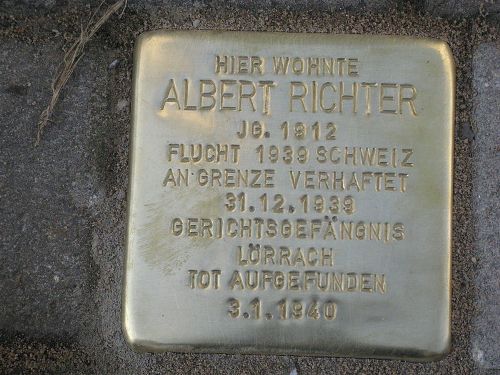 HIER WOHNTE
ALBERT RICHTER
JG. 1912
FLUCHT 1939 SCHWEIZ
AN GRENZE VERHAFTET
31.12.1939
GERICHTSGEFÄNGNIS
LÖRRACH
TOT AUFGEFUNDEN
3.1.1940